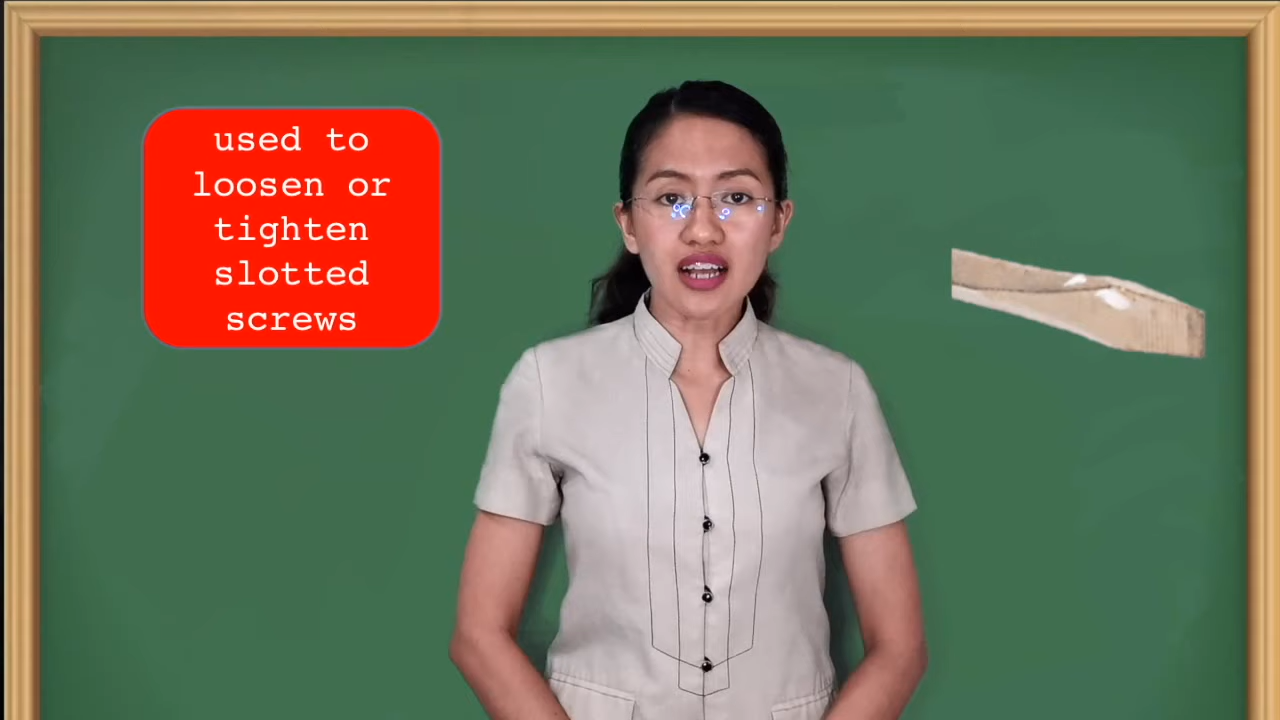 used to
loosen or
tighten
slotted
screws